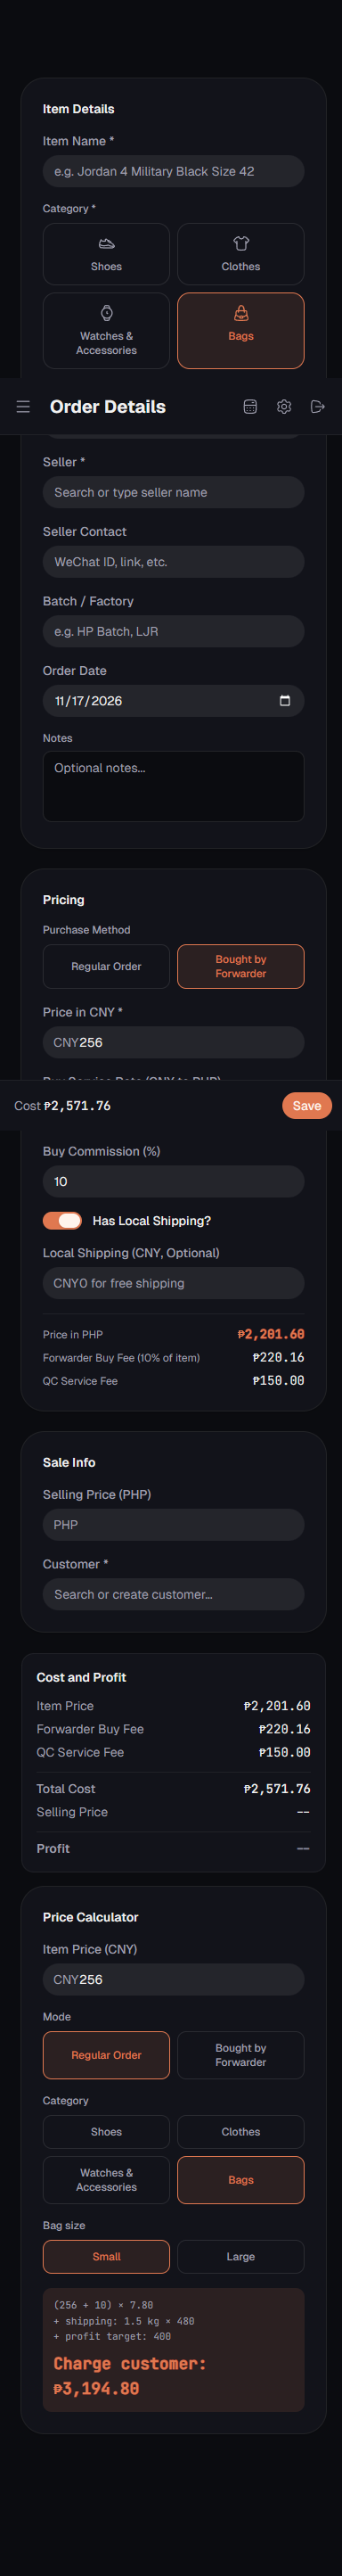 Item Details
Item Name *
e.g. Jordan 4 Military Black Size 42
Category *
Shoes
Clothes
Watches &
Accessories
Bags
Order Details
Seller *
Search or type seller name
Seller Contact
WeChat ID, link, etc.
Batch / Factory
e.g. HP Batch, LJR
Order Date
11/17/2026
Notes
Optional notes...
Pricing
Purchase Method
Regular Order
Bought by
Forwarder
Price in CNY *
CNY256
Cost ₱2,571.76
Save
Buy Commission (%)
10
Has Local Shipping?
Local Shipping (CNY, Optional)
CNY0 for free shipping
Price in PHP ₱2,201.60
Forwarder Buy Fee (10% of item) ₱220.16
QC Service Fee ₱150.00
Sale Info
Selling Price (PHP)
PHP
Customer *
Search or create customer...
Cost and Profit
Item Price ₱2,201.60
Forwarder Buy Fee ₱220.16
QC Service Fee ₱150.00
Total Cost ₱2,571.76
Selling Price --
Profit --
Price Calculator
Item Price (CNY)
CNY256
Mode
Regular Order
Bought by
Forwarder
Category
Shoes
Clothes
Watches &
Accessories
Bags
Bag size
Small
Large
(256 + 10) × 7.80
+ shipping: 1.5 kg × 480
+ profit target: 400
Charge customer:
₱3,194.80